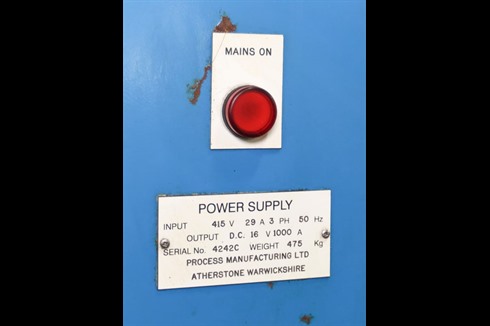 MAINS ON
POWER SUPPLY
INPUT 415 V 29 A 3 PH 50 Hz
OUTPUT D.C. 16 V 1000 A
SERIAL No. 4242C WEIGHT 475 Kg
PROCESS MANUFACTURING LTD
ATHERSTONE WARWICKSHIRE